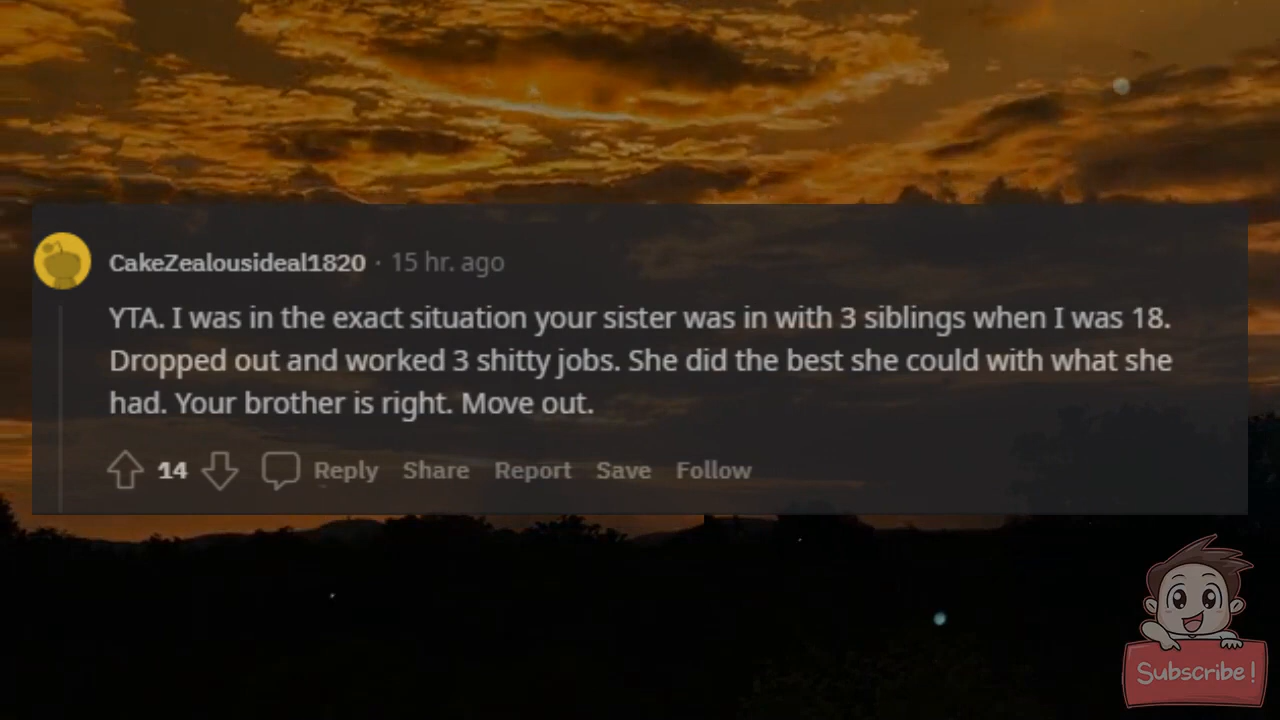 CakeZealousideal1820 · 15 hr. ago
YTA. I was in the exact situation your sister was in with 3 siblings when I was 18.
Dropped out and worked 3 shitty jobs. She did the best she could with what she
had. Your brother is right. Move out.
14 Reply Share Report Save Follow
Subscribe!